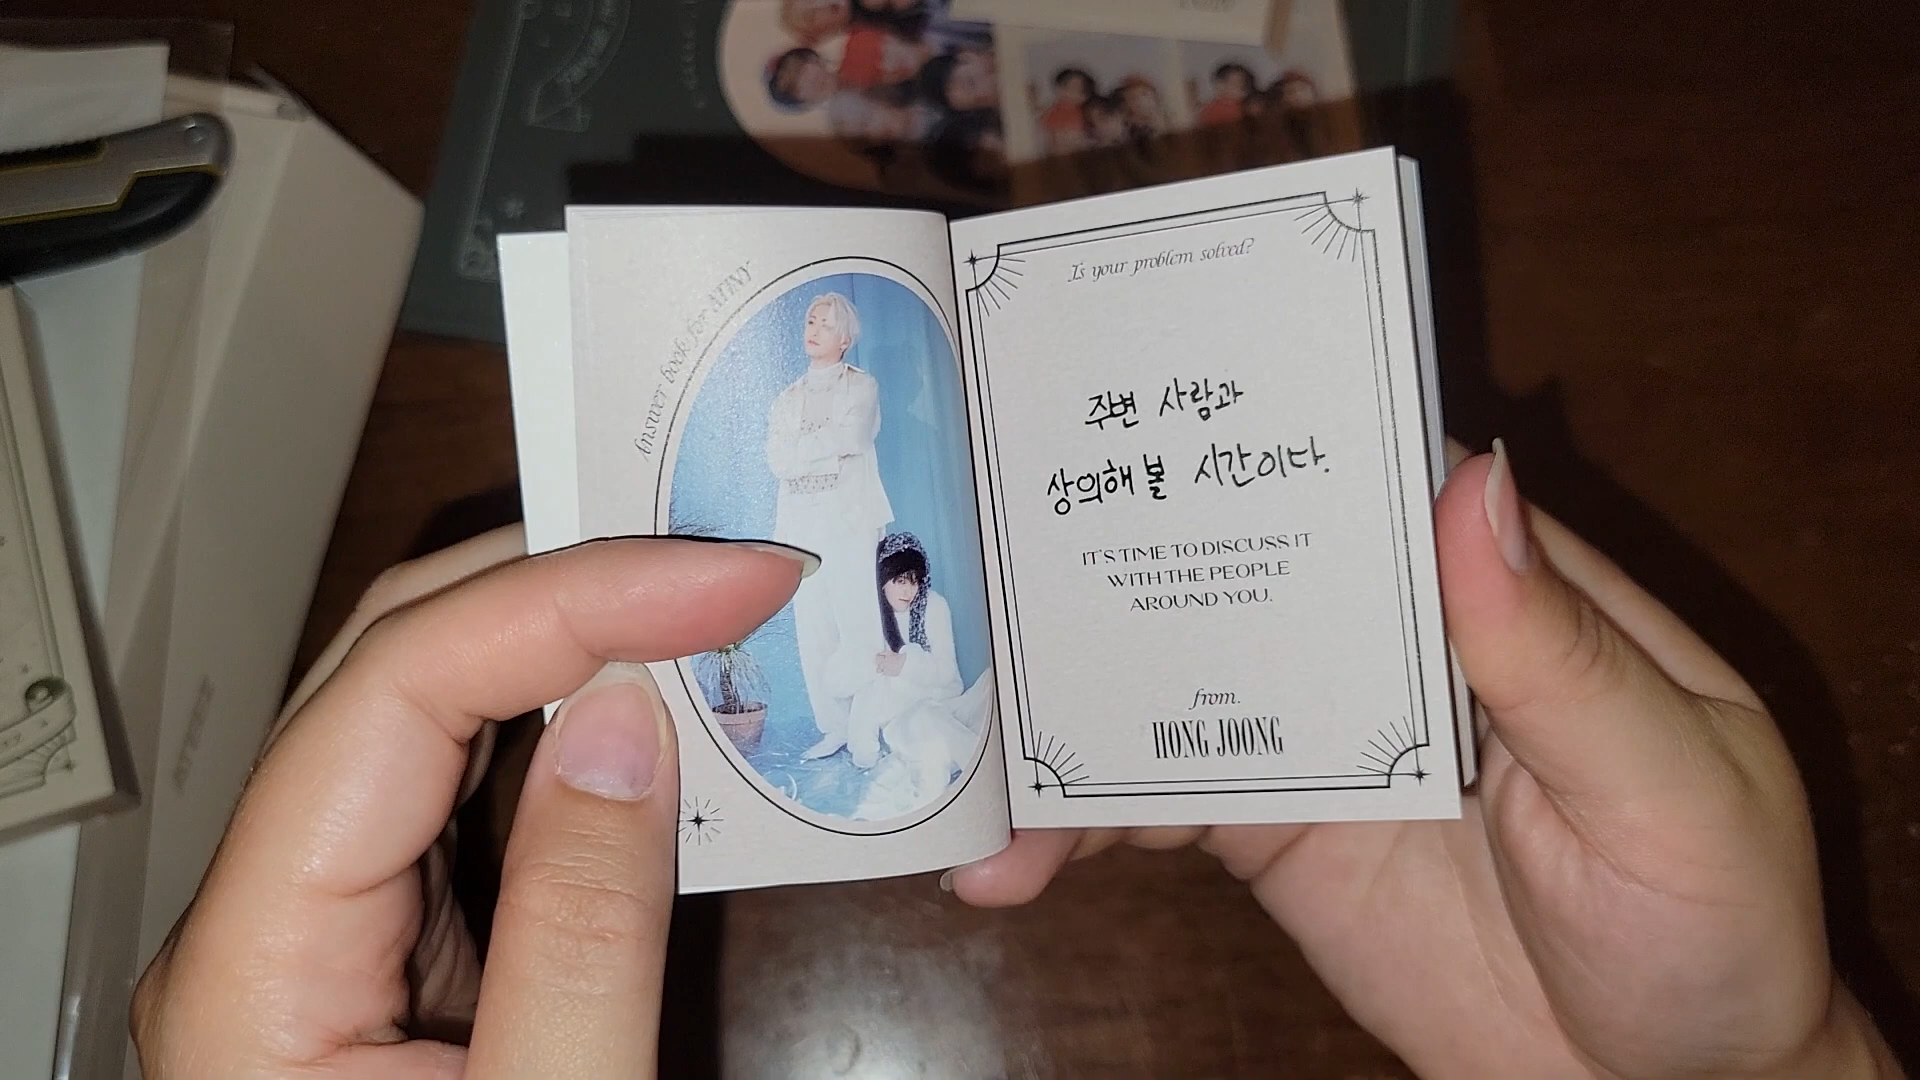 Answer book for ATINY
Is your problem solved?
주변 사람과
상의해 볼 시간이다.
IT'S TIME TO DISCUSS IT
WITH THE PEOPLE
AROUND YOU.
from.
HONG JOONG